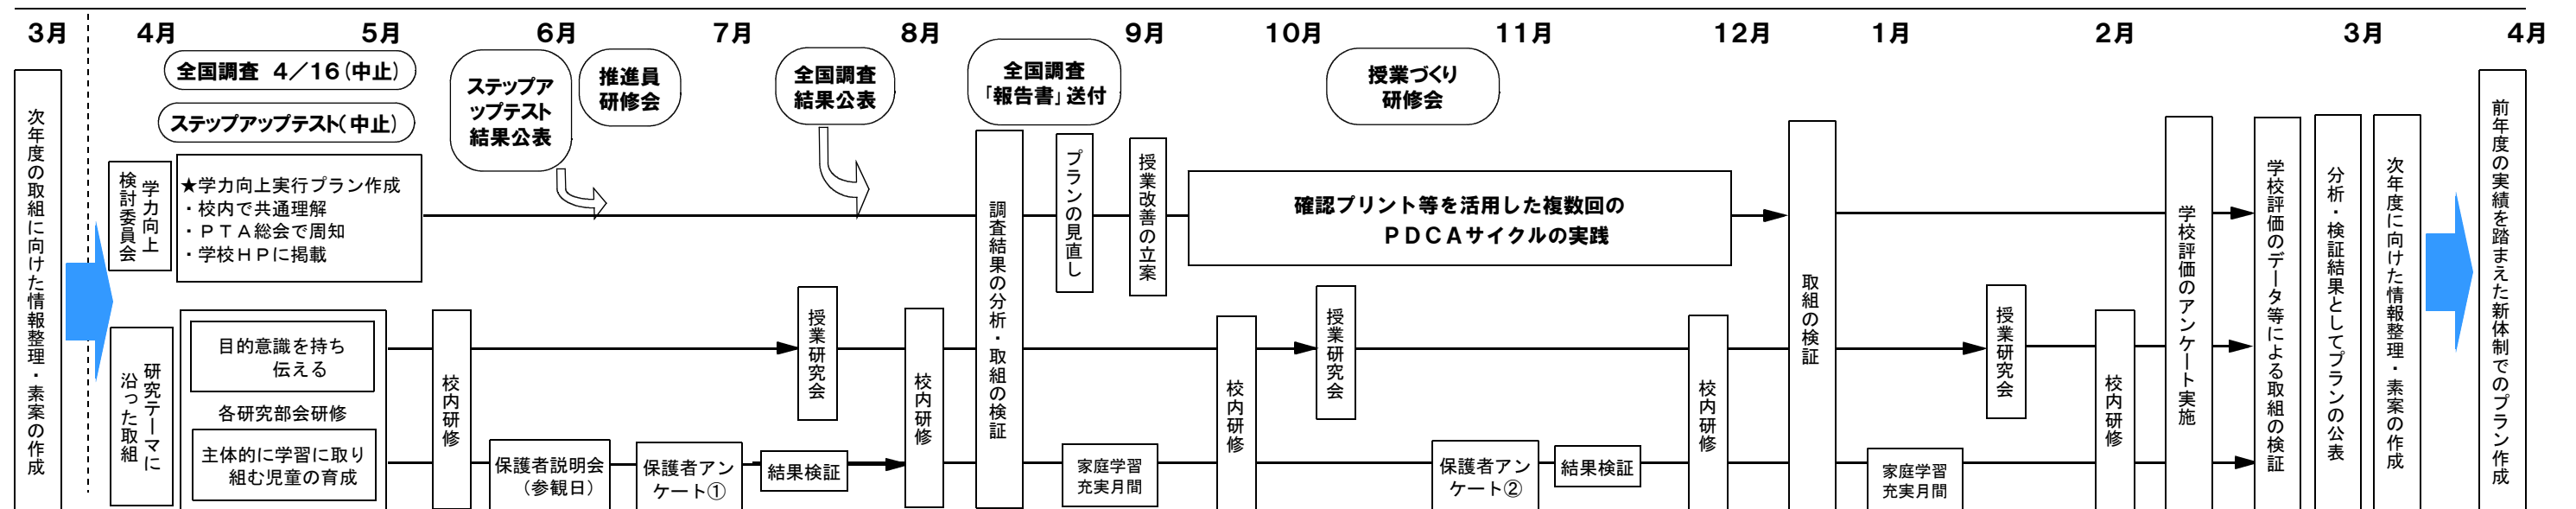 3月
4月
5月
6月
7月
8月
9月
10月
11月
12月
1月
2月
3月
4月
全国調査 4／16(中止)
ステップアップテスト(中止)
ステップア
ップテスト
結果公表
推進員
研修会
全国調査
結果公表
全国調査
「報告書」送付
授業づくり
研修会
次年度の取組に向けた情報整理・素案の作成
学力向上
検討委員会
★学力向上実行プラン作成
・校内で共通理解
・ＰＴＡ総会で周知
・学校ＨＰに掲載
調査結果の分析・取組の検証
プランの見直し
授業改善の立案
確認プリント等を活用した複数回の
ＰＤＣＡサイクルの実践
取組の検証
学校評価のアンケート実施
学校評価のデータ等による取組の検証
分析・検証結果としてプランの公表
次年度に向けた情報整理・素案の作成
前年度の実績を踏まえた新体制でのプラン作成
研究テーマに
沿った取組
目的意識を持ち
伝える
各研究部会研修
主体的に学習に取り
組む児童の育成
校内研修
授業研究会
校内研修
校内研修
授業研究会
校内研修
授業研究会
校内研修
保護者説明会
（参観日）
保護者アン
ケート①
結果検証
家庭学習
充実月間
保護者アン
ケート②
結果検証
家庭学習
充実月間